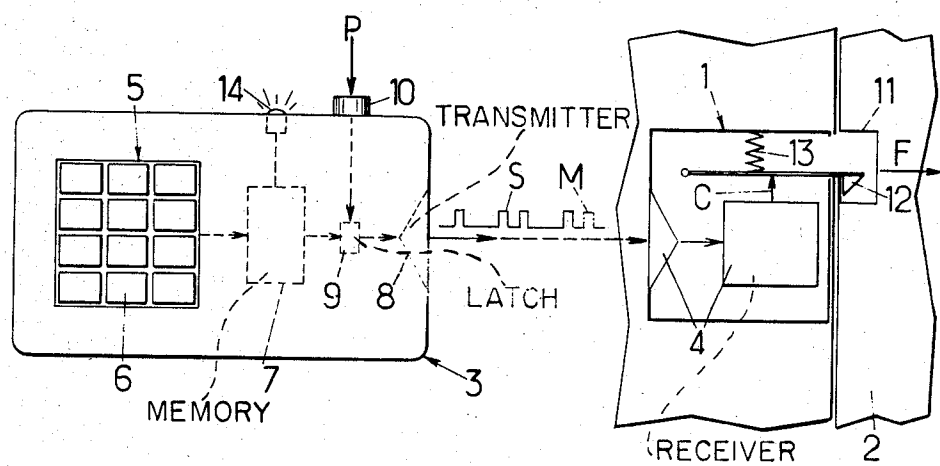 P
5
14
10
TRANSMITTER
1
11
S
M
13
F
C
12
9
8
LATCH
4
6
7
3
MEMORY
RECEIVER
2